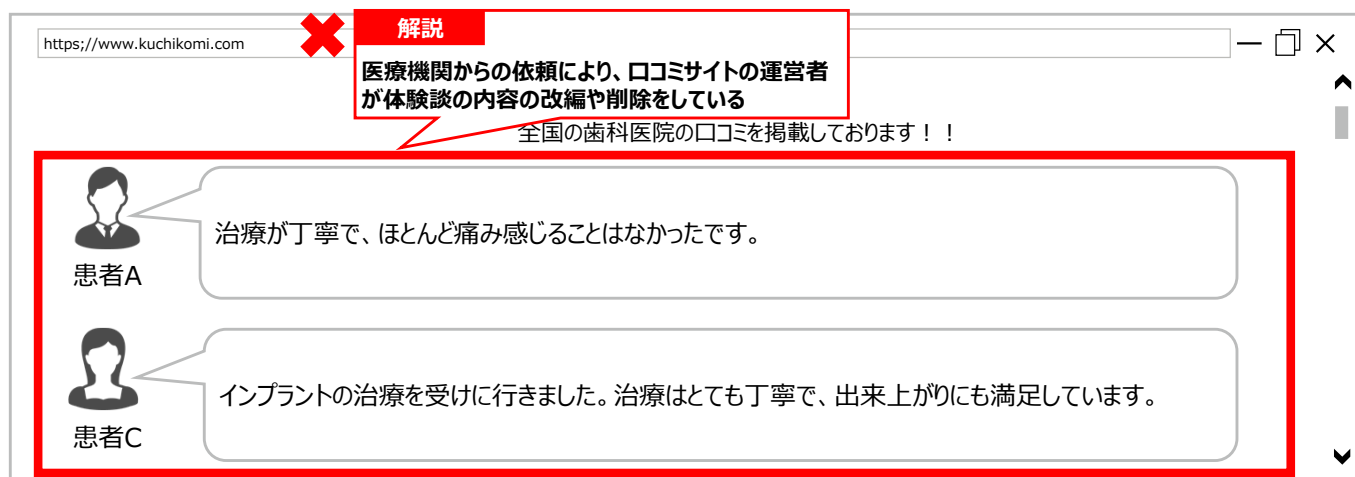 https;//www.kuchikomi.com
解説
医療機関からの依頼により、口コミサイトの運営者
が体験談の内容の改編や削除をしている
全国の歯科医院の口コミを掲載しております！！
治療が丁寧で、ほとんど痛み感じることはなかったです。
患者A
インプラントの治療を受けに行きました。治療はとても丁寧で、出来上がりにも満足しています。
患者C